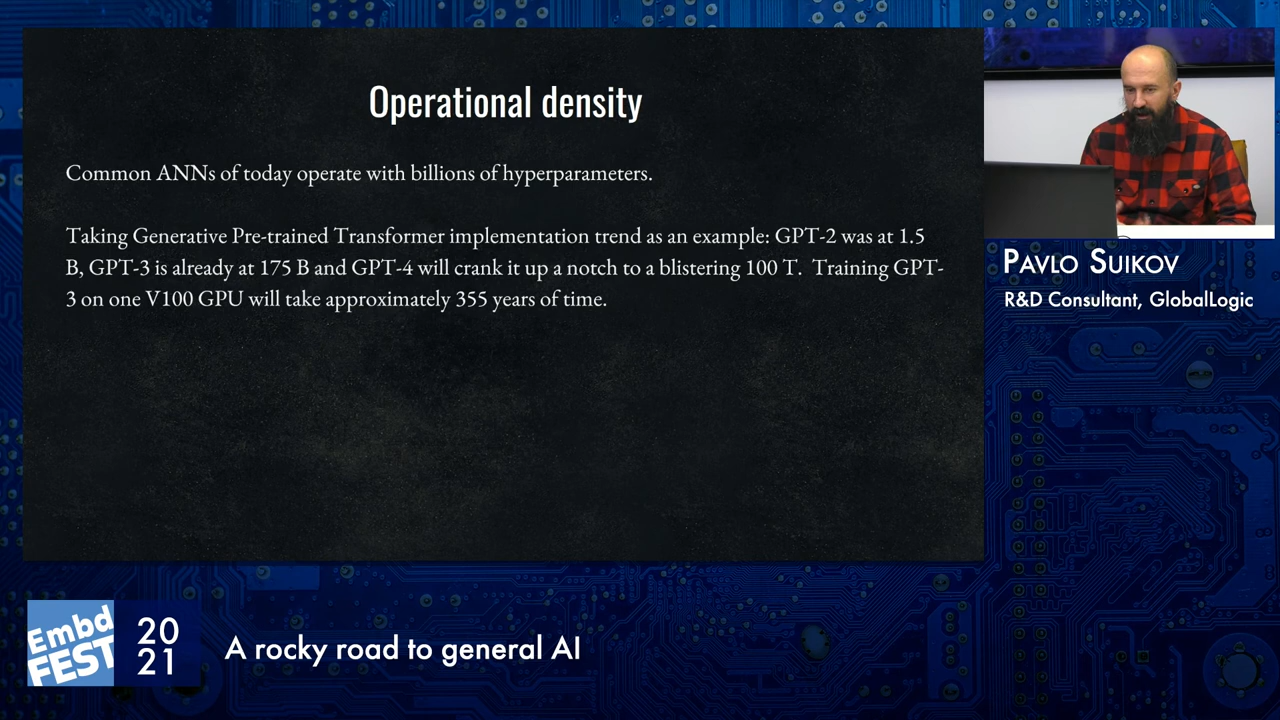 Operational density
Common ANNs of today operate with billions of hyperparameters.
Taking Generative Pre-trained Transformer implementation trend as an example: GPT-2 was at 1.5
B, GPT-3 is already at 175 B and GPT-4 will crank it up a notch to a blistering 100 T.  Training GPT-
3 on one V100 GPU will take approximately 355 years of time.
PAVLO SUIKOV
R&D Consultant, GlobalLogic
Embd
FEST
20
21
A rocky road to general AI